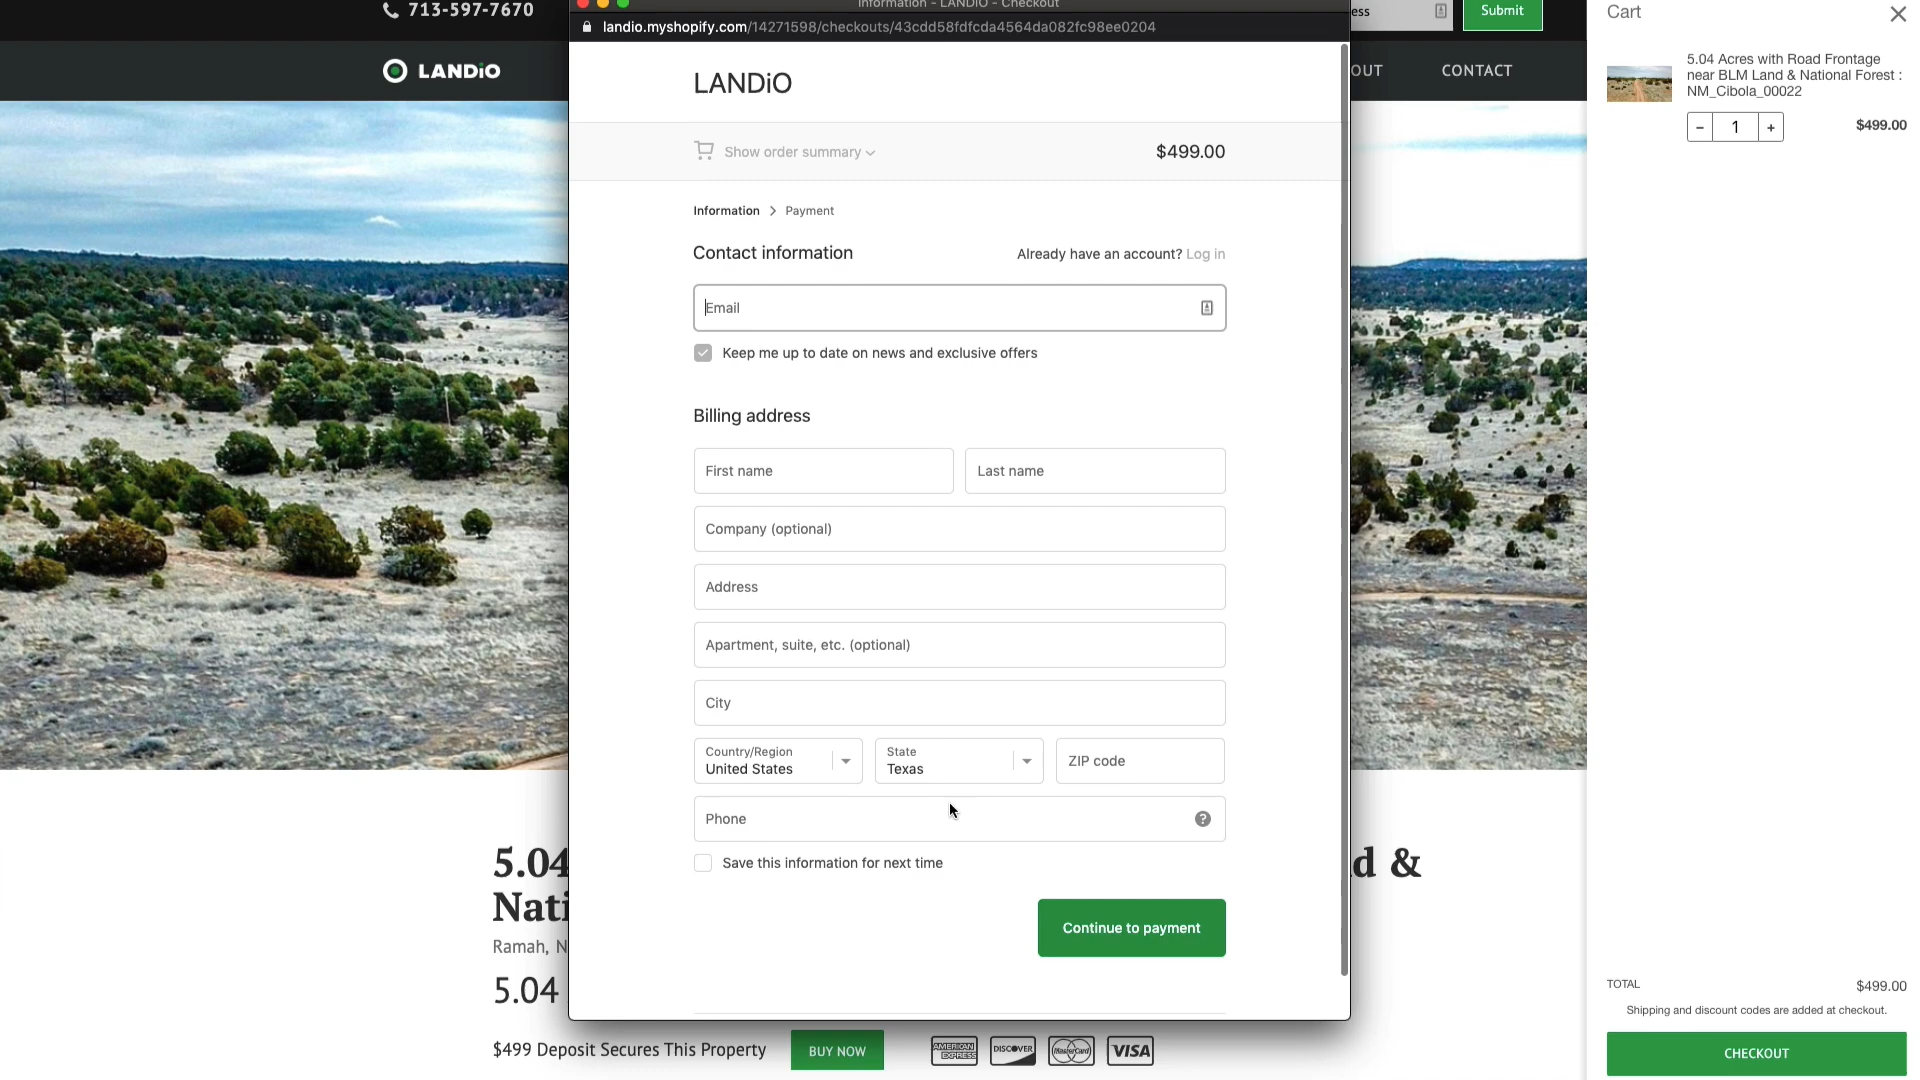 713-597-7670
Submit
LANDiO
OUT
CONTACT
Information - LANDiO - Checkout
landio.myshopify.com/14271598/checkouts/43cdd58fdfcda4564da082fc98ee0204
LANDiO
Show order summary
$499.00
Information > Payment
Contact information
Already have an account? Log in
Email
Keep me up to date on news and exclusive offers
Billing address
First name
Last name
Company (optional)
Address
Apartment, suite, etc. (optional)
City
Country/Region
United States
State
Texas
ZIP code
Phone
?
Save this information for next time
Continue to payment
5.04
d &
Nati
Ramah, N
5.04
$499 Deposit Secures This Property
BUY NOW
AMERICAN EXPRESS
DISCOVER
MasterCard
VISA
Cart
5.04 Acres with Road Frontage
near BLM Land & National Forest :
NM_Cibola_00022
- 1 +
$499.00
TOTAL
$499.00
Shipping and discount codes are added at checkout.
CHECKOUT